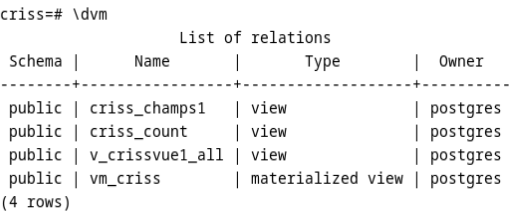 criss=# \dvm
List of relations
 Schema |      Name       |       Type        |  Owner
--------+-----------------+-------------------+----------
 public | criss_champs1   | view              | postgres
 public | criss_count     | view              | postgres
 public | v_crissvue1_all | view              | postgres
 public | vm_criss        | materialized view | postgres
(4 rows)